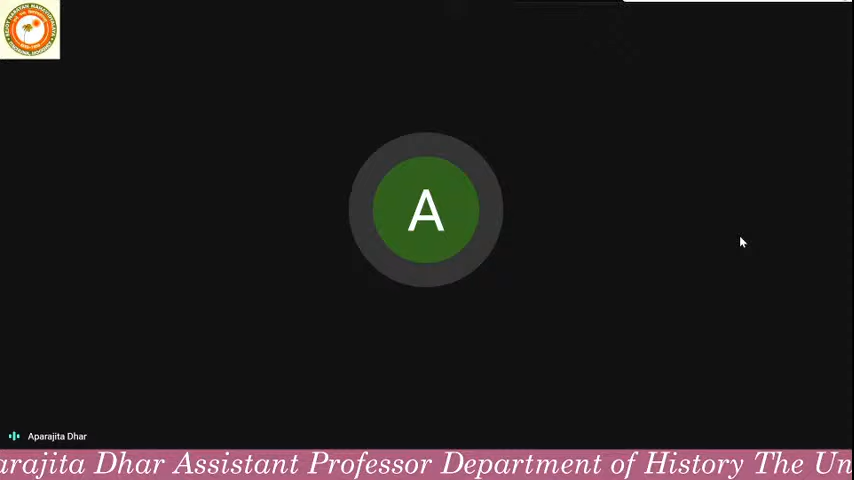 A
Aparajita Dhar
arajita Dhar Assistant Professor Department of History The Un